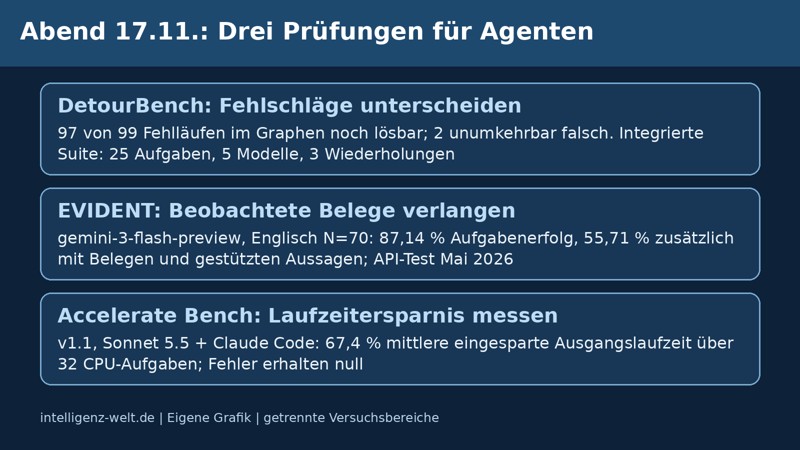 Abend 17.11.: Drei Prüfungen für Agenten
DetourBench: Fehlschläge unterscheiden
97 von 99 Fehlläufen im Graphen noch lösbar; 2 unumkehrbar falsch. Integrierte
Suite: 25 Aufgaben, 5 Modelle, 3 Wiederholungen
EVIDENT: Beobachtete Belege verlangen
gemini-3-flash-preview, Englisch N=70: 87,14 % Aufgabenerfolg, 55,71 % zusätzlich
mit Belegen und gestützten Aussagen; API-Test Mai 2026
Accelerate Bench: Laufzeitersparnis messen
v1.1, Sonnet 5.5 + Claude Code: 67,4 % mittlere eingesparte Ausgangslaufzeit über
32 CPU-Aufgaben; Fehler erhalten null
intelligenz-welt.de | Eigene Grafik | getrennte Versuchsbereiche